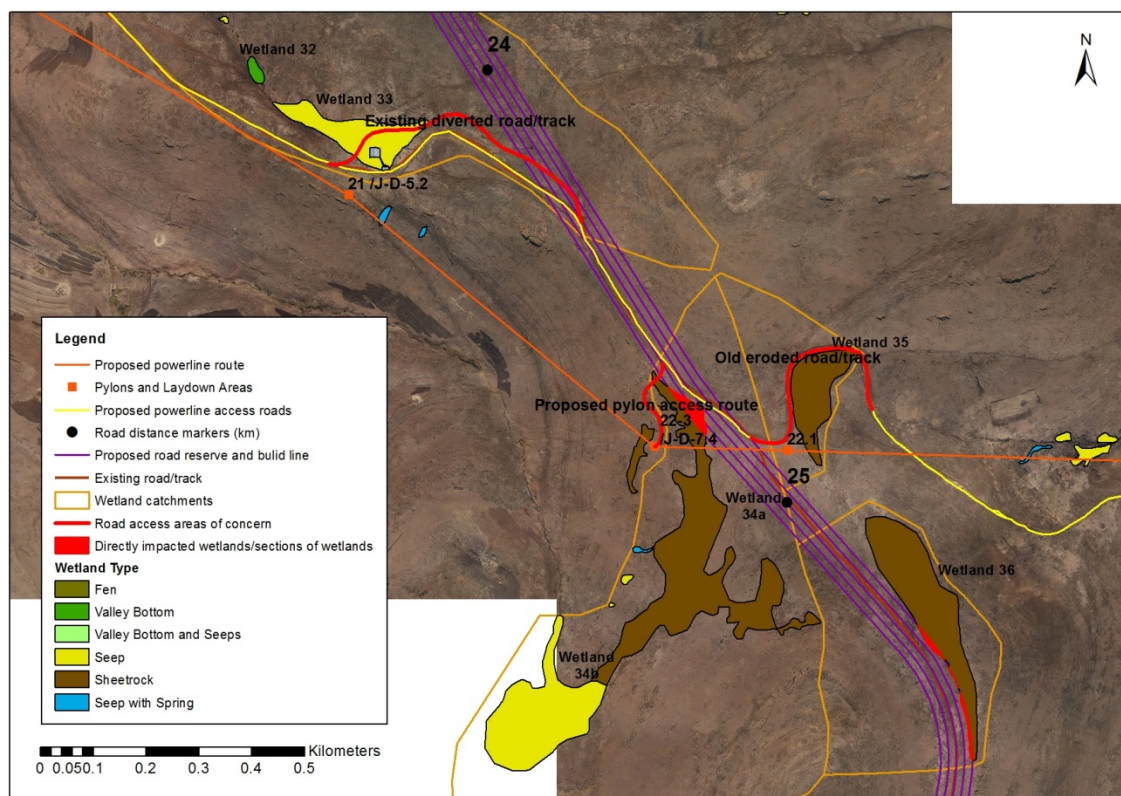 N
24
Wetland 32
Wetland 33
Existing diverted road/track
21 /J-D-5.2
Wetland 35
Old eroded road/track
Proposed pylon access route
22.3
/J-D-7.4
22.1
25
Wetland
34a
Wetland 36
Wetland
34b
Legend
Proposed powerline route
Pylons and Laydown Areas
Proposed powerline access roads
Road distance markers (km)
Proposed road reserve and bulid line
Existing road/track
Wetland catchments
Road access areas of concern
Directly impacted wetlands/sections of wetlands
Wetland Type
Fen
Valley Bottom
Valley Bottom and Seeps
Seep
Sheetrock
Seep with Spring
Kilometers
0 0.050.1 0.2 0.3 0.4 0.5